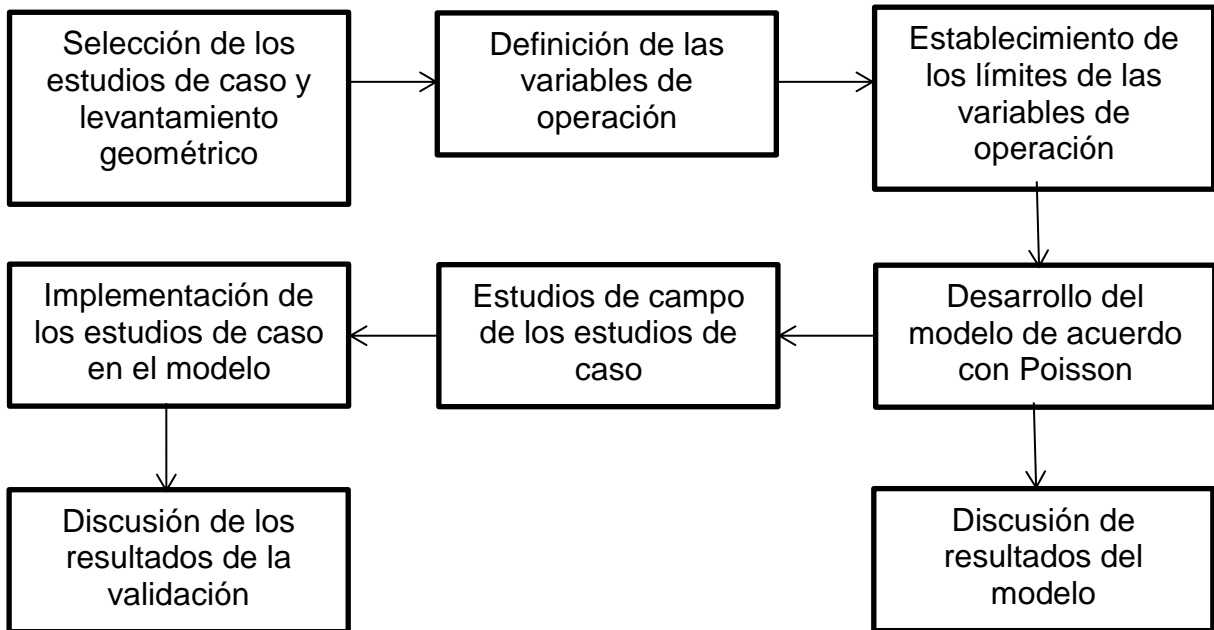 Selección de los
estudios de caso y
levantamiento
geométrico
Definición de las
variables de
operación
Establecimiento de
los límites de las
variables de
operación
Implementación de
los estudios de caso
en el modelo
Estudios de campo
de los estudios de
caso
Desarrollo del
modelo de acuerdo
con Poisson
Discusión de los
resultados de la
validación
Discusión de
resultados del
modelo